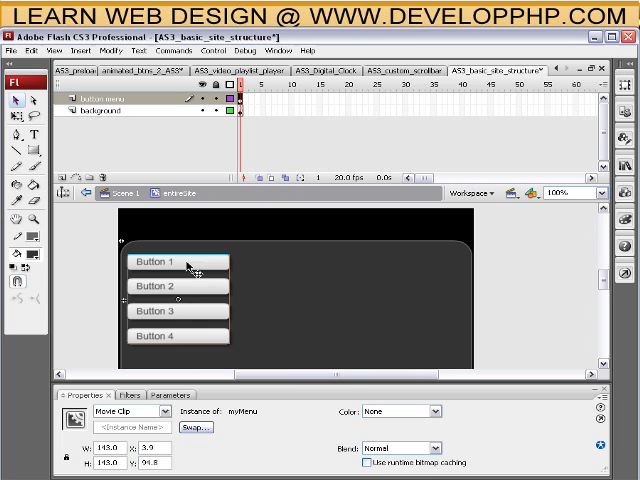 LEARN WEB DESIGN @ WWW.DEVELOPPHP.COM
Adobe Flash CS3 Professional - [AS3_basic_site_structure*]
File Edit View Insert Modify Text Commands Control Debug Window Help
AS3_preloa animated_btns_2_AS3* AS3_video_playlist_player AS3_Digital_Clock AS3_custom_scrollbar AS3_basic_site_structure*
1 5 10 15 20 25 30 35 40 45 50 55 60
button menu
background
1 20.0 fps 0.0s
Scene 1 entireSite Workspace 100%
Button 1
Button 2
Button 3
Button 4
Properties × Filters Parameters
Movie Clip Instance of: myMenu Color: None
<Instance Name> Swap...
W: 143.0 X: 3.9 Blend: Normal
H: 143.0 Y: 94.8 Use runtime bitmap caching